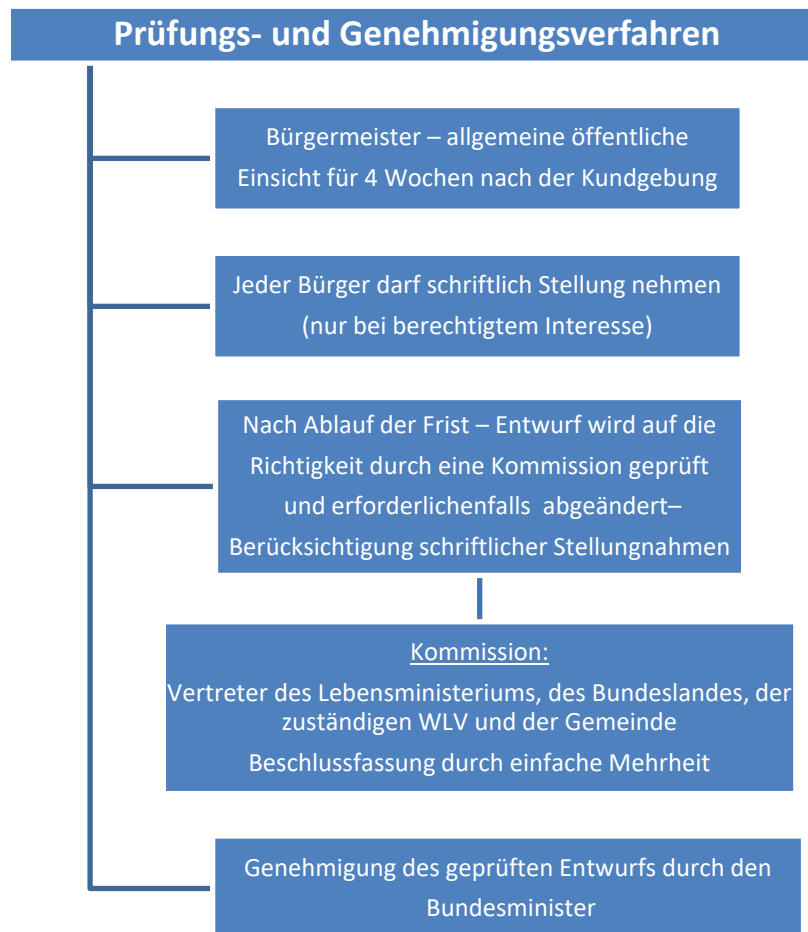 Prüfungs- und Genehmigungsverfahren
Bürgermeister – allgemeine öffentliche
Einsicht für 4 Wochen nach der Kundgebung
Jeder Bürger darf schriftlich Stellung nehmen
(nur bei berechtigtem Interesse)
Nach Ablauf der Frist – Entwurf wird auf die
Richtigkeit durch eine Kommission geprüft
und erforderlichenfalls abgeändert–
Berücksichtigung schriftlicher Stellungnahmen
Kommission:
Vertreter des Lebensministeriums, des Bundeslandes, der
zuständigen WLV und der Gemeinde
Beschlussfassung durch einfache Mehrheit
Genehmigung des geprüften Entwurfs durch den
Bundesminister